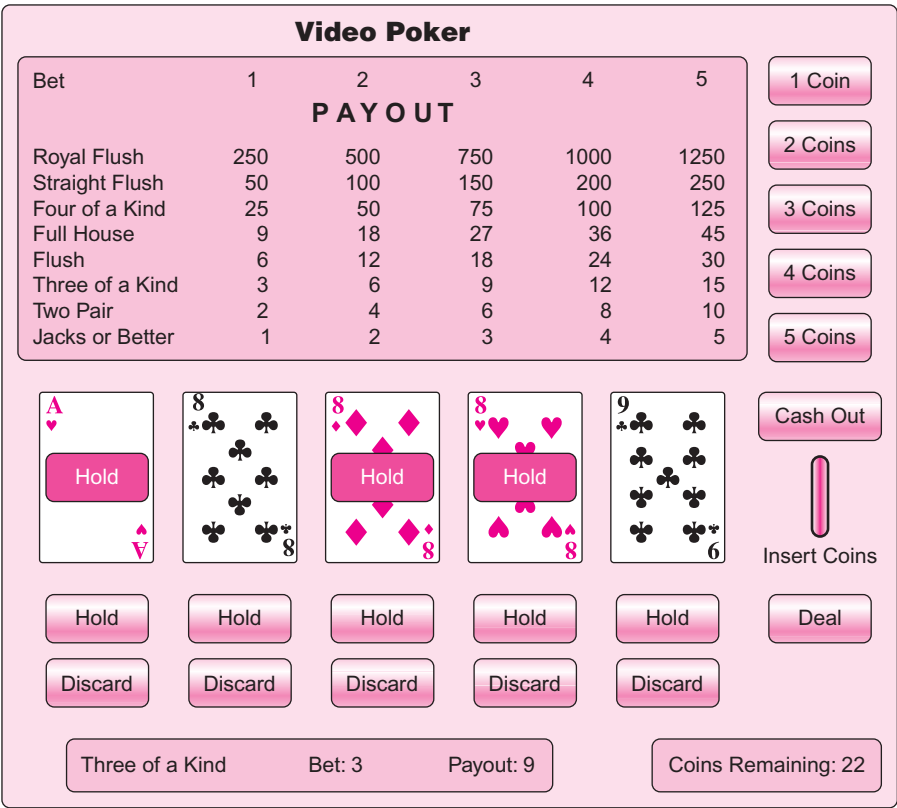 Video Poker
Bet 1 2 3 4 5
PAYOUT
Royal Flush 250 500 750 1000 1250
Straight Flush 50 100 150 200 250
Four of a Kind 25 50 75 100 125
Full House 9 18 27 36 45
Flush 6 12 18 24 30
Three of a Kind 3 6 9 12 15
Two Pair 2 4 6 8 10
Jacks or Better 1 2 3 4 5
1 Coin
2 Coins
3 Coins
4 Coins
5 Coins
A 8 8 8 9
Hold Hold Hold
A 8 8 8 9
Cash Out
Insert Coins
Hold Hold Hold Hold Hold Deal
Discard Discard Discard Discard Discard
Three of a Kind Bet: 3 Payout: 9 Coins Remaining: 22